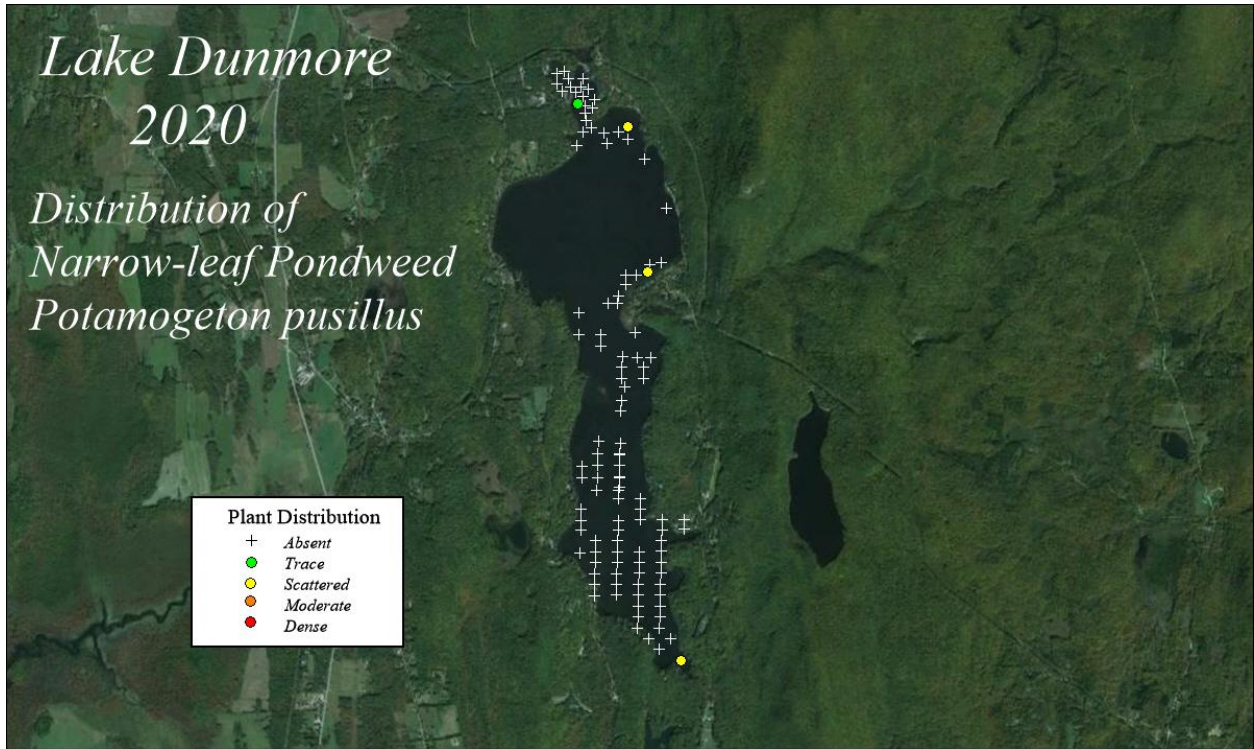 Lake Dunmore
2020
Distribution of
Narrow-leaf Pondweed
Potamogeton pusillus
Plant Distribution
Absent
Trace
Scattered
Moderate
Dense